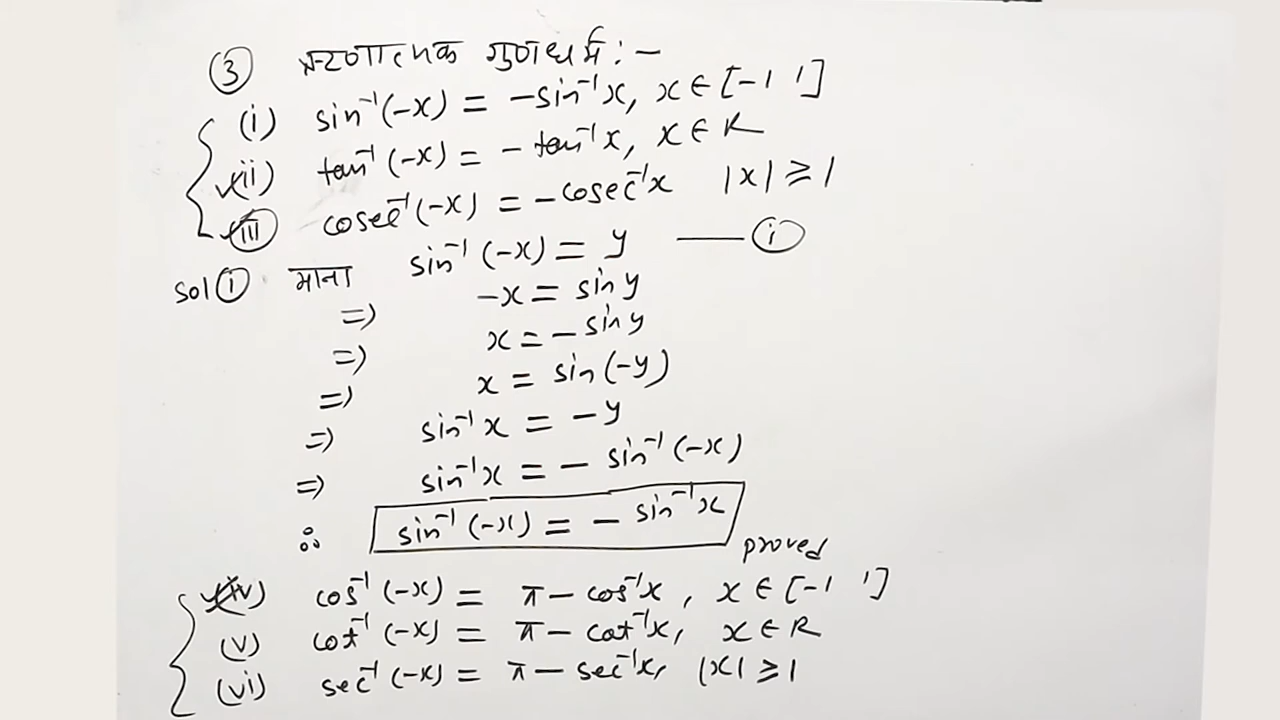 ③ ऋणात्मक गुणधर्म :-
(i) sin⁻¹(-x) = -sin⁻¹x, x ∈ [-1 1]
(ii) tan⁻¹(-x) = -tan⁻¹x, x ∈ R
(iii) cosec⁻¹(-x) = -cosec⁻¹x |x| ≥ 1
sol ① माना sin⁻¹(-x) = y —— ⓘ
=> -x = sin y
=> x = - sin y
=> x = sin(-y)
=> sin⁻¹x = -y
=> sin⁻¹x = - sin⁻¹(-x)
∴ sin⁻¹(-x) = - sin⁻¹x proved
(iv) cos⁻¹(-x) = π - cos⁻¹x, x ∈ [-1 1]
(v) cot⁻¹(-x) = π - cot⁻¹x, x ∈ R
(vi) sec⁻¹(-x) = π - sec⁻¹x, |x| ≥ 1